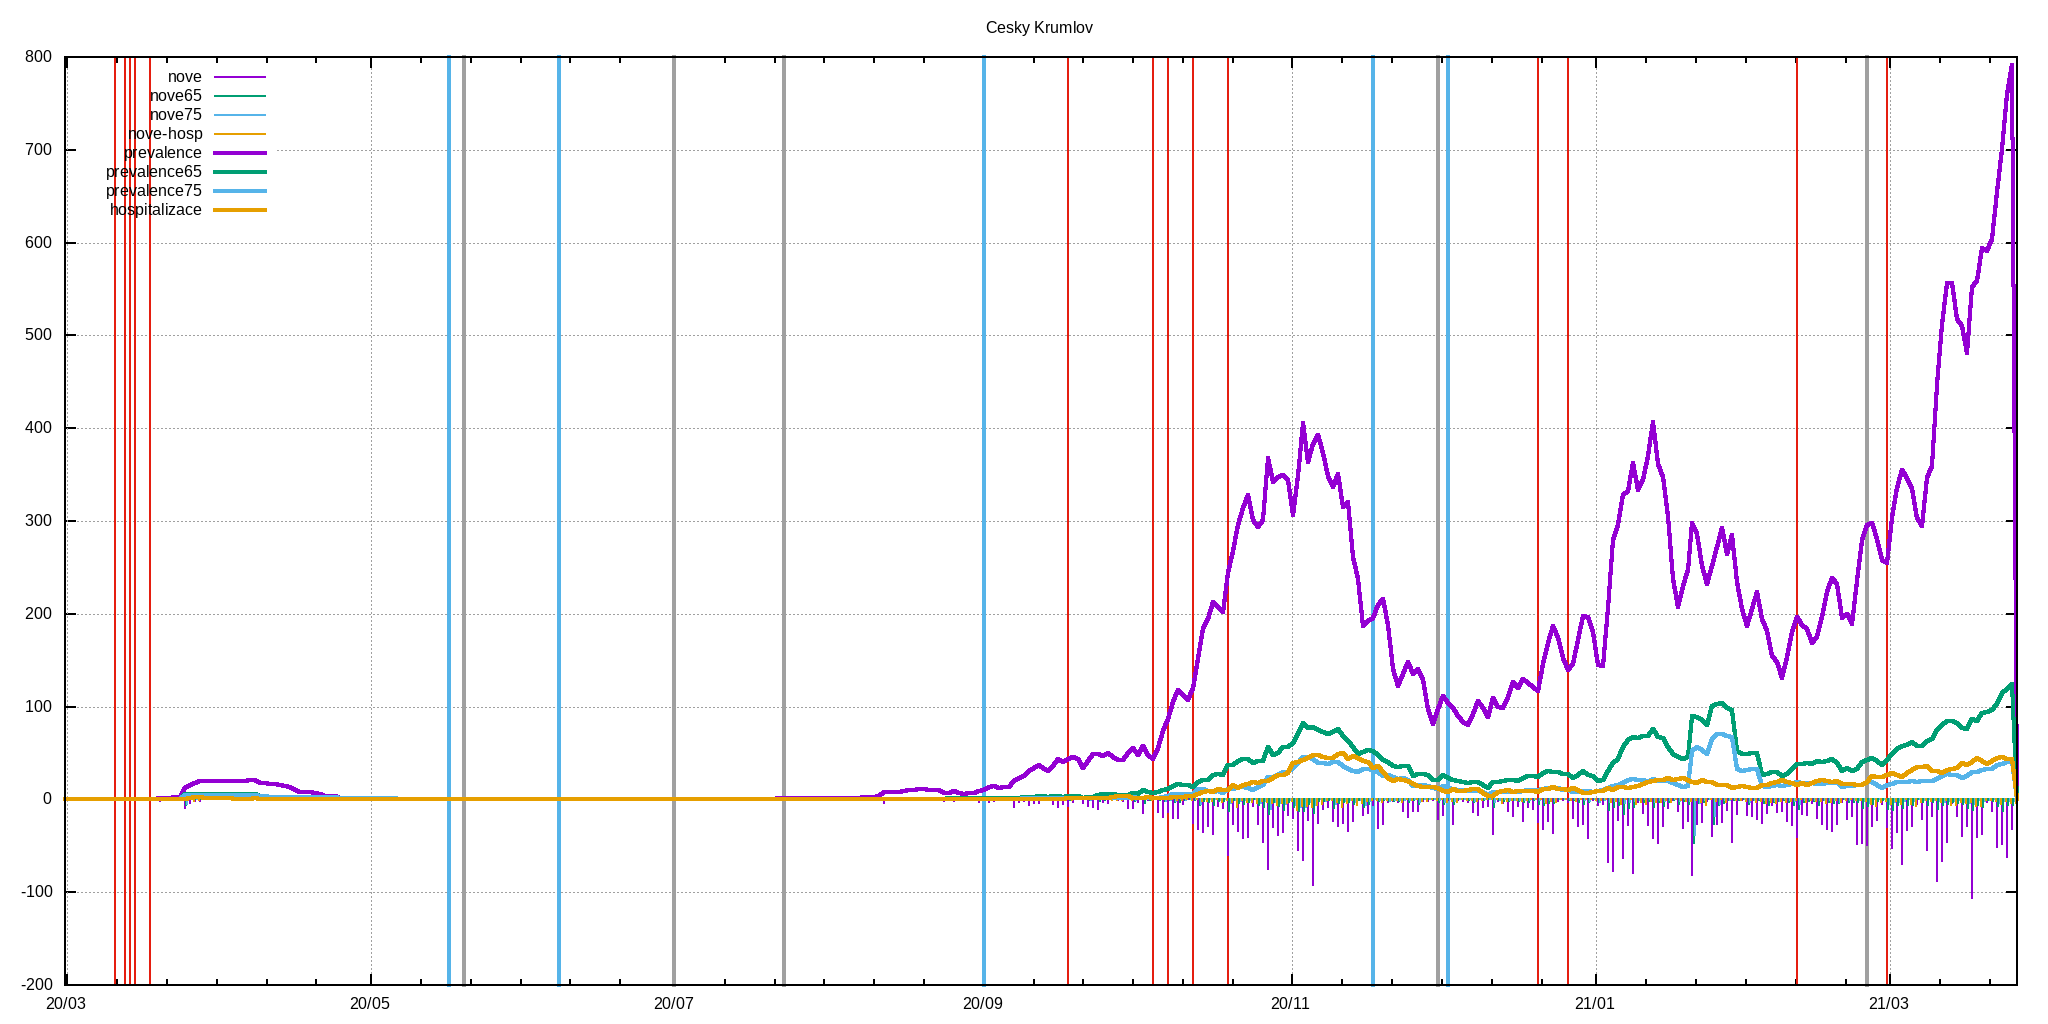 Cesky Krumlov
800
700
600
500
400
300
200
100
0
-100
-200
nove
nove65
nove75
nove-hosp
prevalence
prevalence65
prevalence75
hospitalizace
20/03 20/05 20/07 20/09 20/11 21/01 21/03